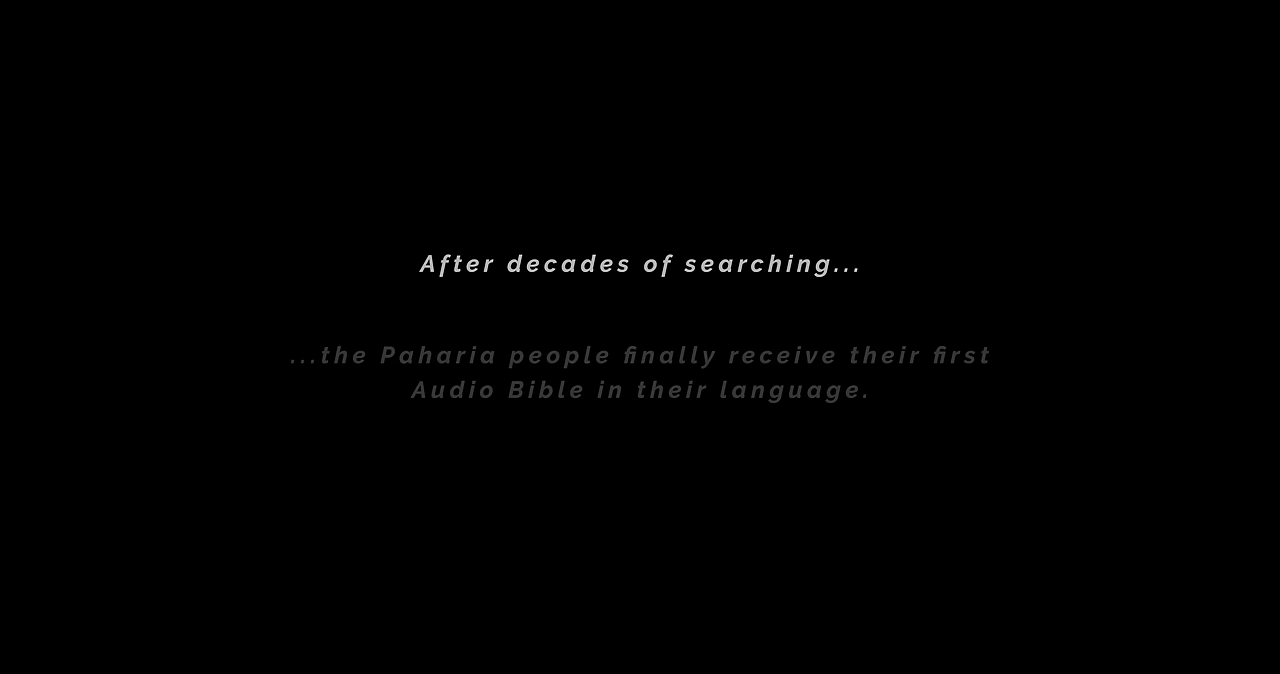 After decades of searching...
...the Paharia people finally receive their first
Audio Bible in their language.